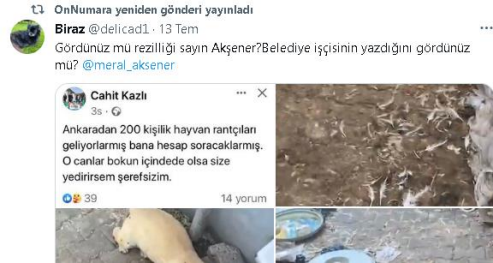 OnNumara yeniden gönderi yayınladı
Biraz @delicad1 · 13 Tem
Gördünüz mü rezilliği sayın Akşener?Belediye işçisinin yazdığını gördünüz
mü? @meral_aksener
Cahit Kazlı
3s ·
Ankaradan 200 kişilik hayvan rantçıları
geliyorlarmış bana hesap soracaklarmış.
O canlar bokun içindede olsa size
yedirirsem şerefsizim.
39 14 yorum